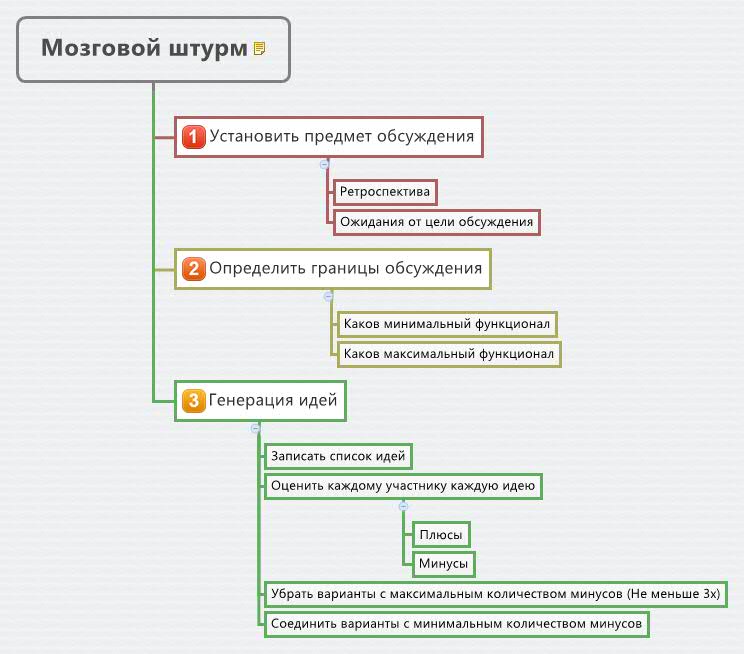 Мозговой штурм
1 Установить предмет обсуждения
Ретроспектива
Ожидания от цели обсуждения
2 Определить границы обсуждения
Каков минимальный функционал
Каков максимальный функционал
3 Генерация идей
Записать список идей
Оценить каждому участнику каждую идею
Плюсы
Минусы
Убрать варианты с максимальным количеством минусов (Не меньше 3х)
Соединить варианты с минимальным количеством минусов